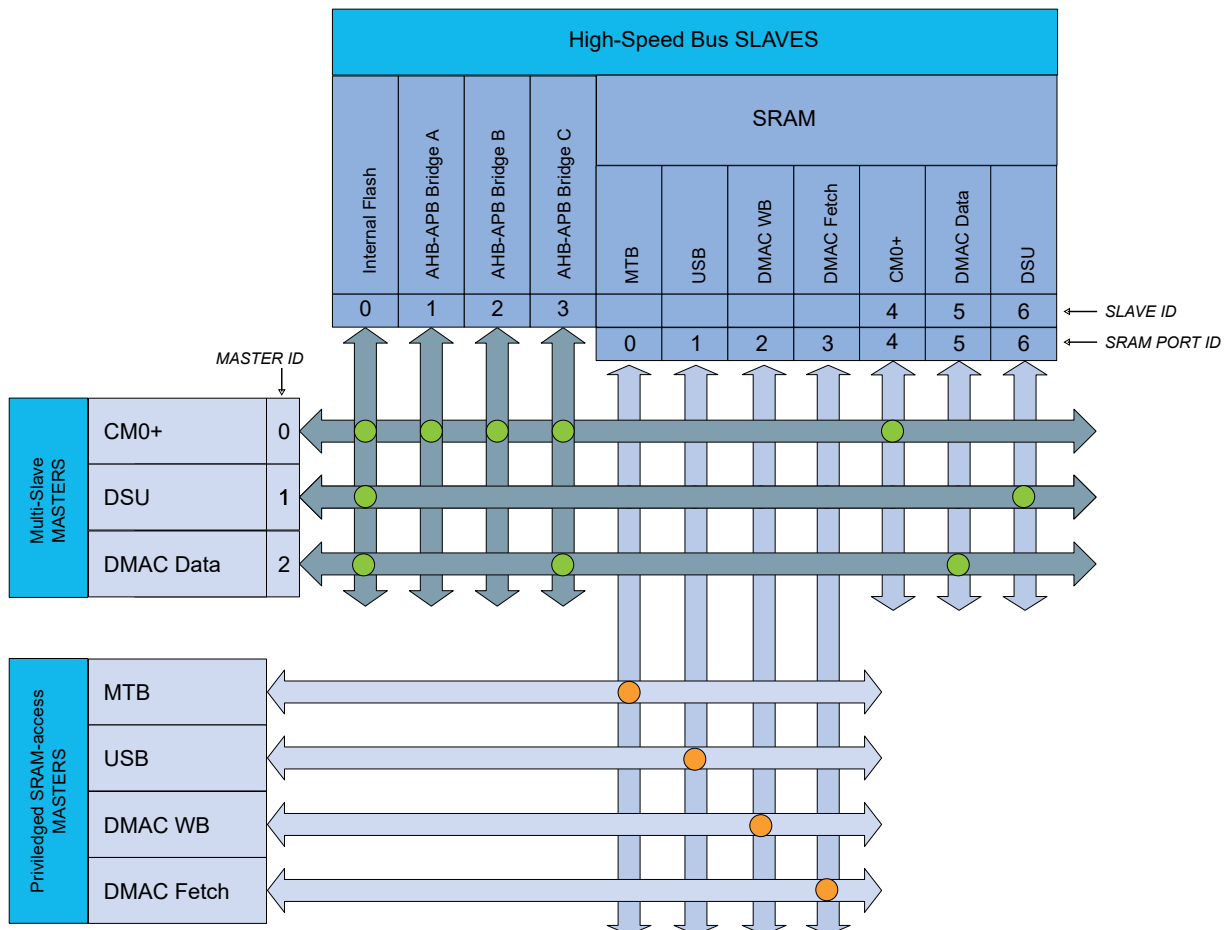 High-Speed Bus SLAVES
SRAM
Internal Flash
AHB-APB Bridge A
AHB-APB Bridge B
AHB-APB Bridge C
MTB
USB
DMAC WB
DMAC Fetch
CM0+
DMAC Data
DSU
0 1 2 3 4 5 6 SLAVE ID
0 1 2 3 4 5 6 SRAM PORT ID
MASTER ID
Multi-Slave
MASTERS
CM0+ 0
DSU 1
DMAC Data 2
Priviledged SRAM-access
MASTERS
MTB
USB
DMAC WB
DMAC Fetch